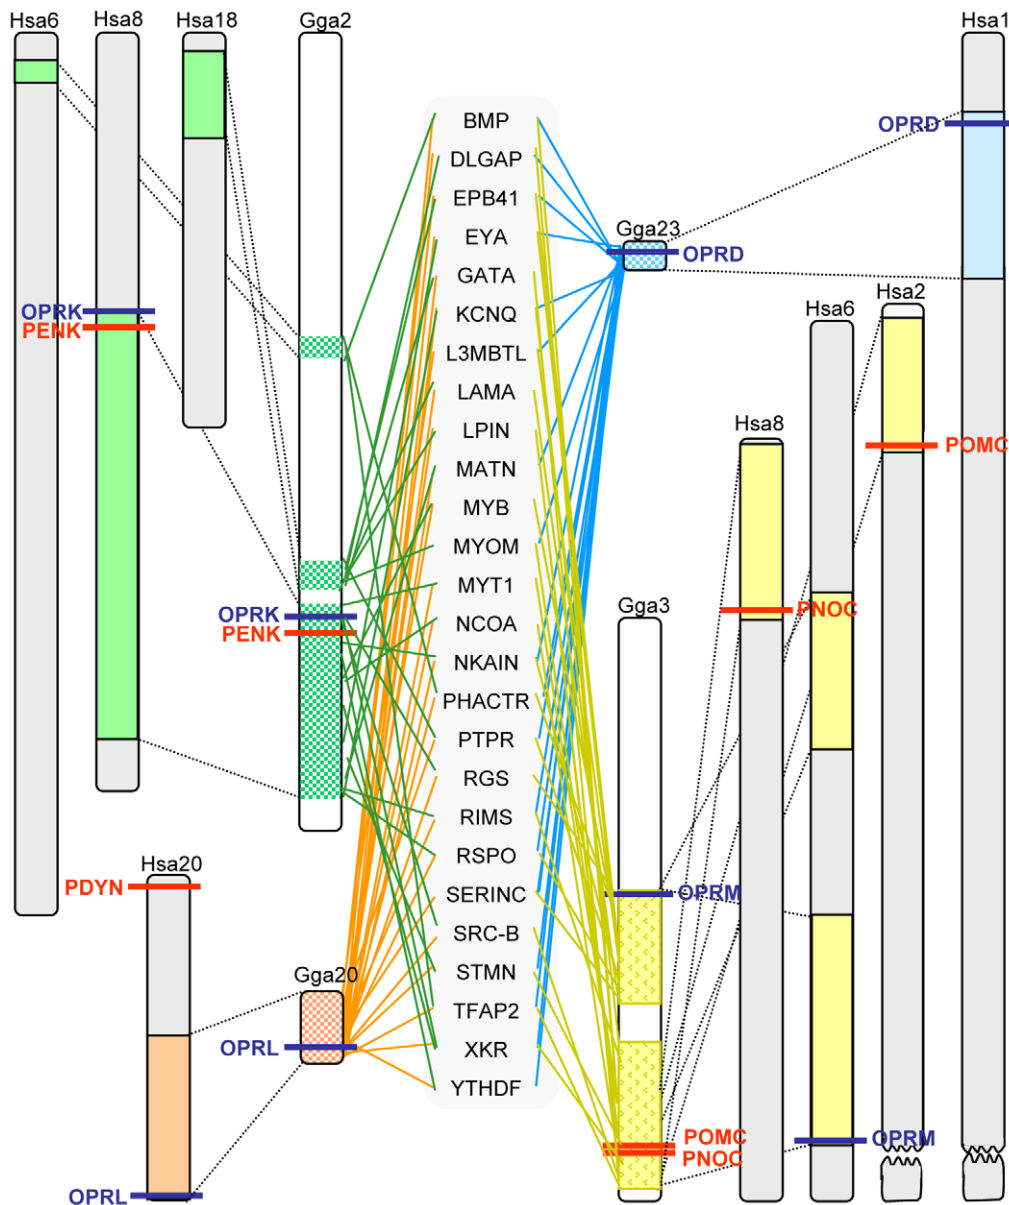 Hsa6
Hsa8
Hsa18
Gga2
Hsa1
BMP
OPRD
DLGAP
EPB41
Gga23
EYA
OPRD
GATA
Hsa2
Hsa6
OPRK
KCNQ
PENK
L3MBTL
LAMA
Hsa8
LPIN
POMC
MATN
MYB
MYOM
Gga3
MYT1
OPRK
PNOC
NCOA
PENK
NKAIN
PHACTR
PTPR
RGS
RIMS
Hsa20
RSPO
PDYN
SERINC
OPRM
SRC-B
Gga20
STMN
TFAP2
OPRL
XKR
YTHDF
POMC
OPRM
PNOC
OPRL